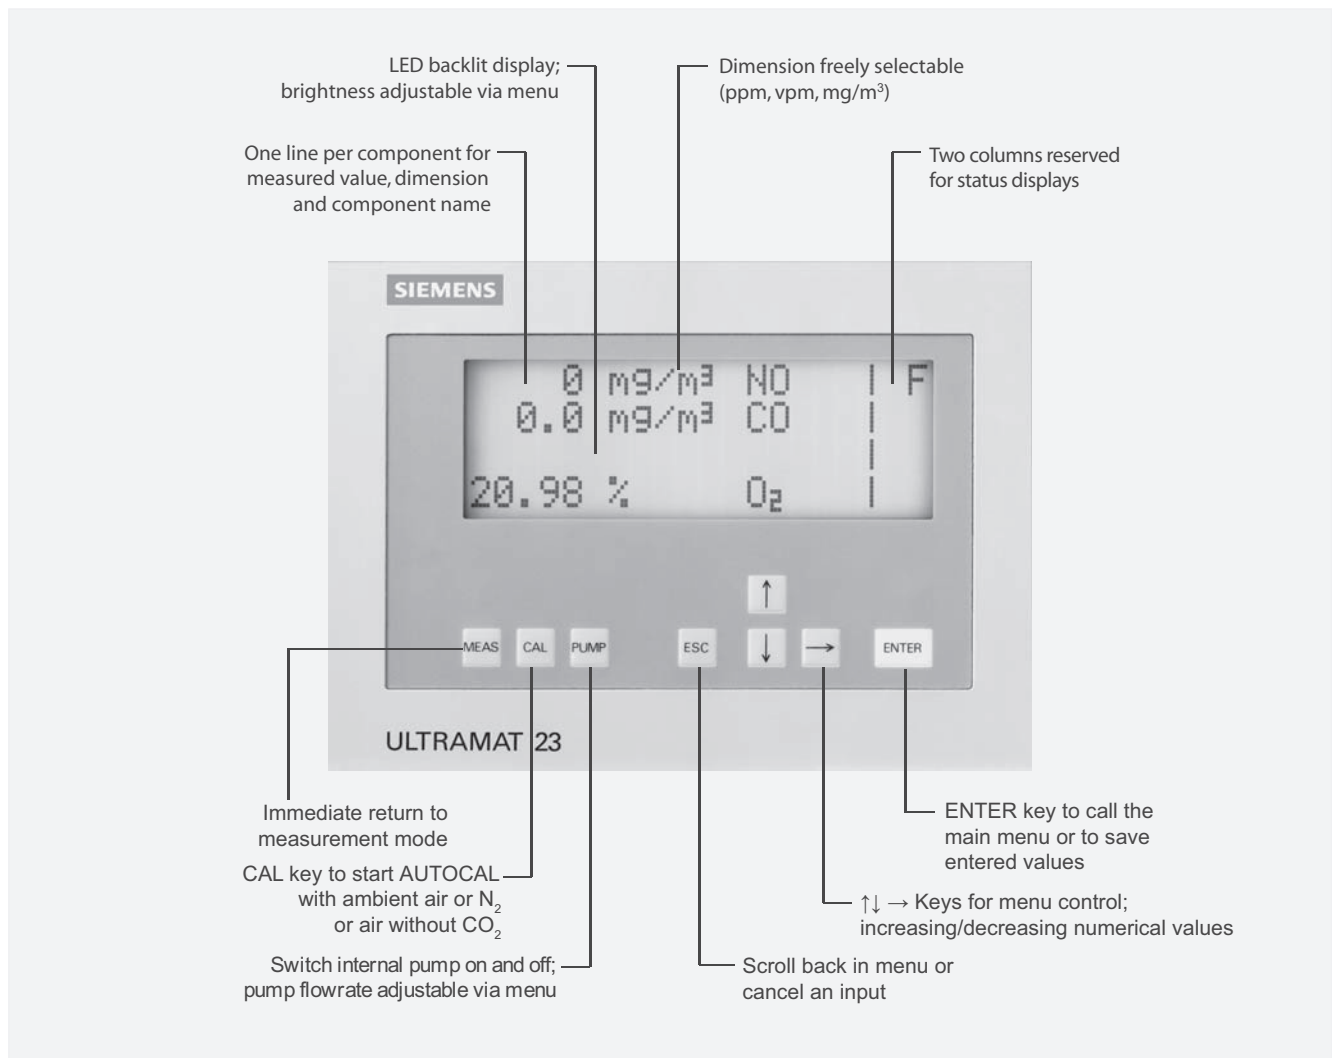 LED backlit display;
brightness adjustable via menu
Dimension freely selectable
(ppm, vpm, mg/m³)
One line per component for
measured value, dimension
and component name
Two columns reserved
for status displays
SIEMENS
0 mg/m³ NO | F
0.0 mg/m³ CO |
|
20.98 % O₂ |
↑
MEAS CAL PUMP ESC ↓ → ENTER
ULTRAMAT 23
Immediate return to
measurement mode
CAL key to start AUTOCAL
with ambient air or N₂
or air without CO₂
Switch internal pump on and off;
pump flowrate adjustable via menu
ENTER key to call the
main menu or to save
entered values
↑↓ → Keys for menu control;
increasing/decreasing numerical values
Scroll back in menu or
cancel an input